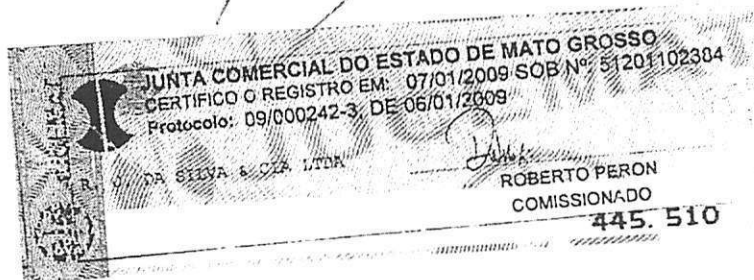 JUNTA COMERCIAL DO ESTADO DE MATO GROSSO
CERTIFICO O REGISTRO EM: 07/01/2009 SOB Nº: 51201102384
Protocolo: 09/000242-3, DE 06/01/2009
DA SILVA & CIA LTDA
ROBERTO PERON
COMISSIONADO
445. 510